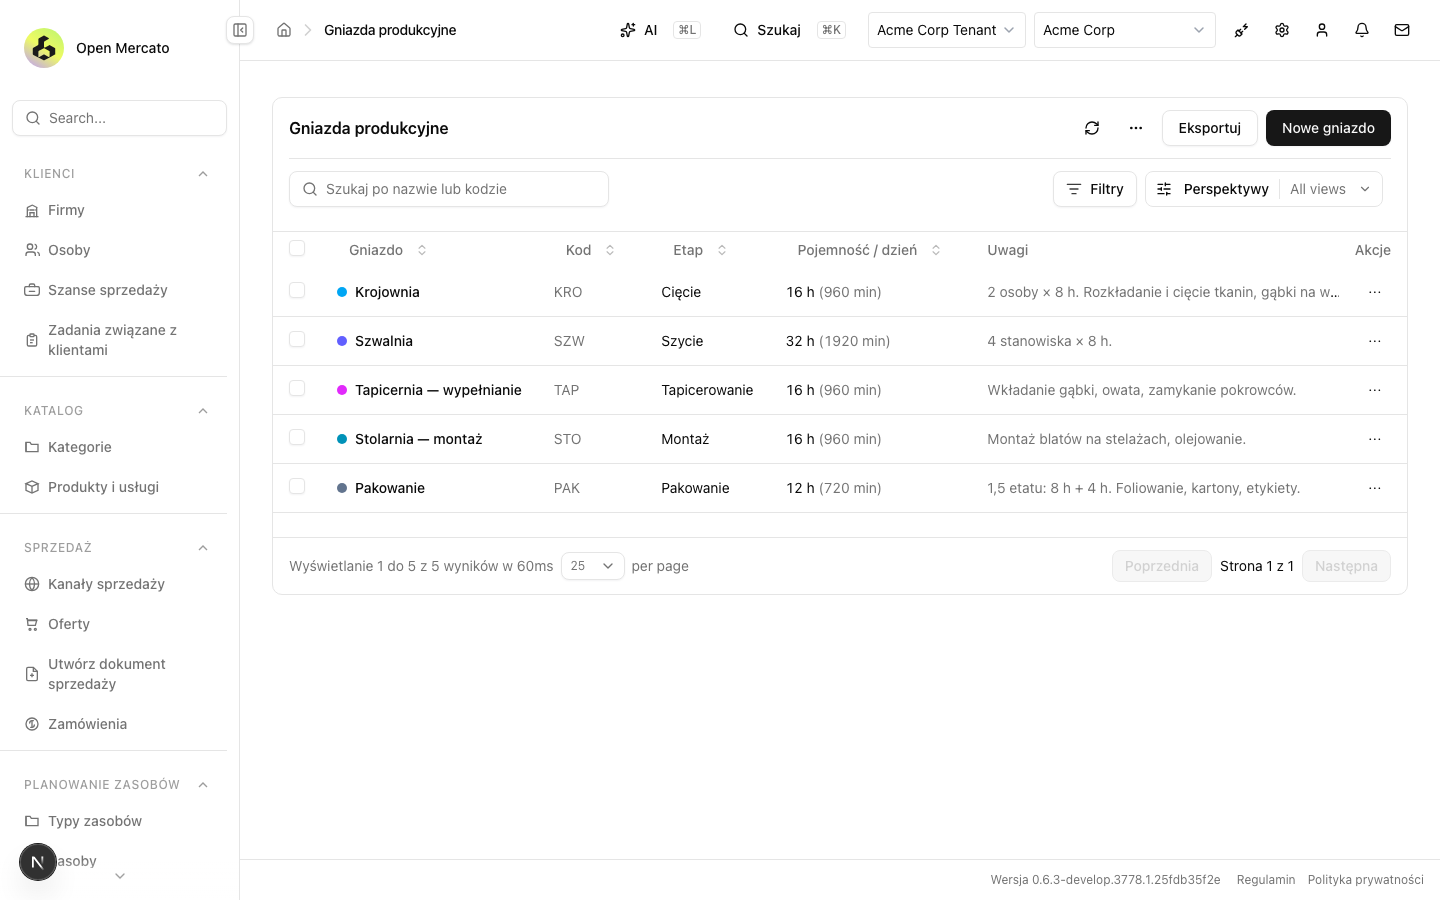 Open Mercato
Search...
KLIENCI
Firmy
Osoby
Szanse sprzedaży
Zadania związane z
klientami
KATALOG
Kategorie
Produkty i usługi
SPRZEDAŻ
Kanały sprzedaży
Oferty
Utwórz dokument
sprzedaży
Zamówienia
PLANOWANIE ZASOBÓW
Typy zasobów
asoby
N
Gniazda produkcyjne
AI ⌘L
Szukaj ⌘K
Acme Corp Tenant
Acme Corp
Gniazda produkcyjne
Eksportuj
Nowe gniazdo
Szukaj po nazwie lub kodzie
Filtry
Perspektywy
All views
Gniazdo Kod Etap Pojemność / dzień Uwagi Akcje
Krojownia KRO Cięcie 16 h (960 min) 2 osoby × 8 h. Rozkładanie i cięcie tkanin, gąbki na w...
Szwalnia SZW Szycie 32 h (1920 min) 4 stanowiska × 8 h.
Tapicernia — wypełnianie TAP Tapicerowanie 16 h (960 min) Wkładanie gąbki, owata, zamykanie pokrowców.
Stolarnia — montaż STO Montaż 16 h (960 min) Montaż blatów na stelażach, olejowanie.
Pakowanie PAK Pakowanie 12 h (720 min) 1,5 etatu: 8 h + 4 h. Foliowanie, kartony, etykiety.
Wyświetlanie 1 do 5 z 5 wyników w 60ms 25 per page
Poprzednia Strona 1 z 1 Następna
Wersja 0.6.3-develop.3778.1.25fdb35f2e Regulamin Polityka prywatności